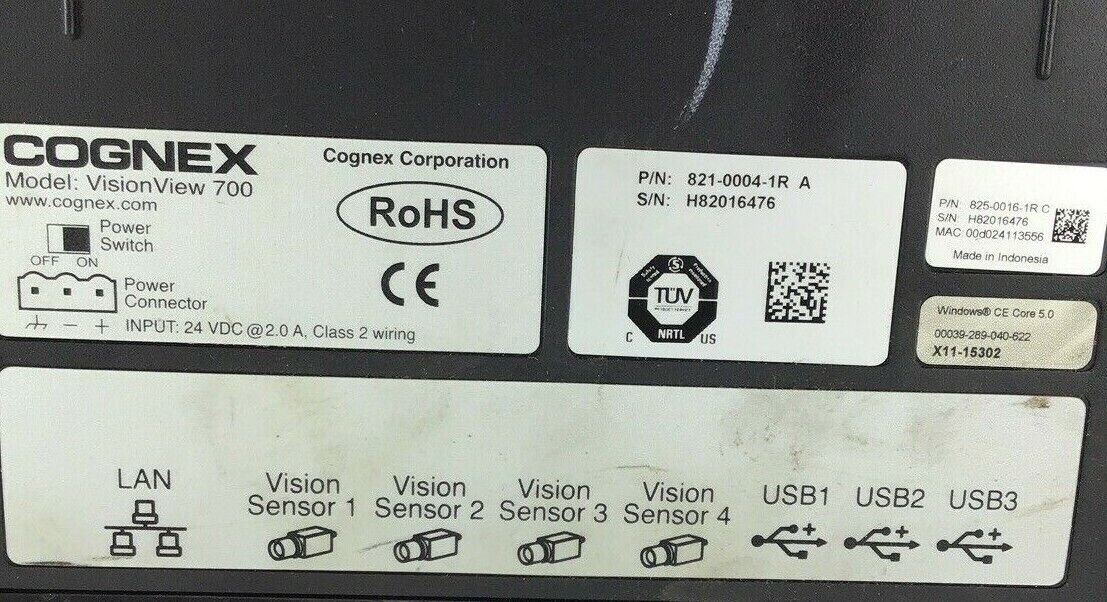 COGNEX
Model: VisionView 700
www.cognex.com
Power
Switch
OFF ON
Power
Connector
− +
INPUT: 24 VDC @ 2.0 A, Class 2 wiring
Cognex Corporation
RoHS
CE
P/N: 821-0004-1R A
S/N: H82016476
TÜV
C NRTL US
P/N: 825-0016-1R C
S/N: H82016476
MAC: 00d024113556
Made in Indonesia
Windows® CE Core 5.0
00039-289-040-622
X11-15302
LAN
Vision
Sensor 1
Vision
Sensor 2
Vision
Sensor 3
Vision
Sensor 4
USB1
USB2
USB3